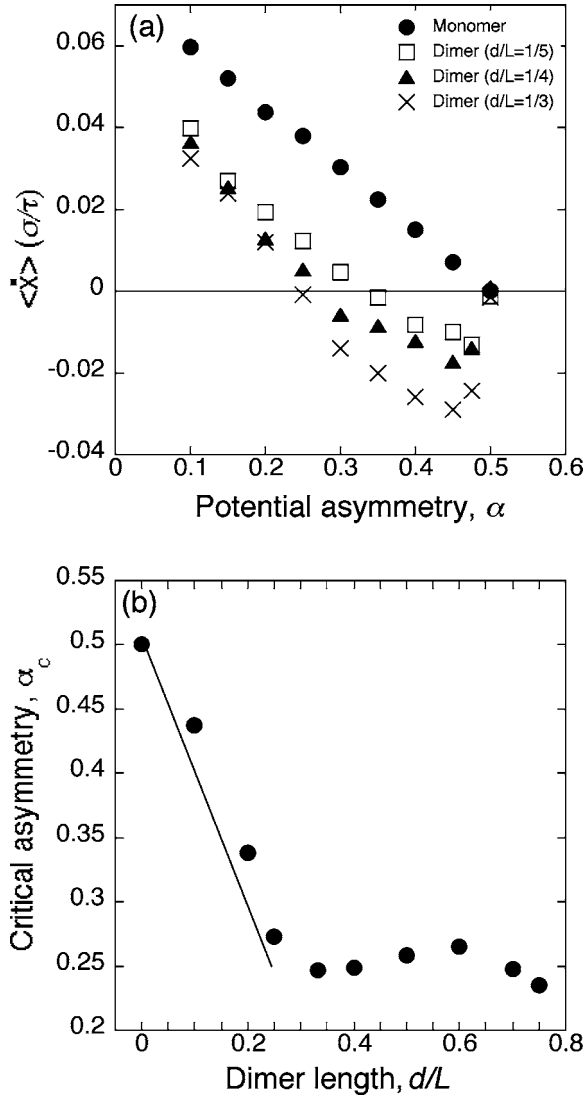 (a)
Monomer
Dimer (d/L=1/5)
Dimer (d/L=1/4)
Dimer (d/L=1/3)
0.06
0.04
0.02
0
-0.02
-0.04
<ẍ> (σ/τ)
0 0.1 0.2 0.3 0.4 0.5 0.6
Potential asymmetry, α
(b)
0.55
0.5
0.45
0.4
0.35
0.3
0.25
0.2
Critical asymmetry, α_c
0 0.2 0.4 0.6 0.8
Dimer length, d/L